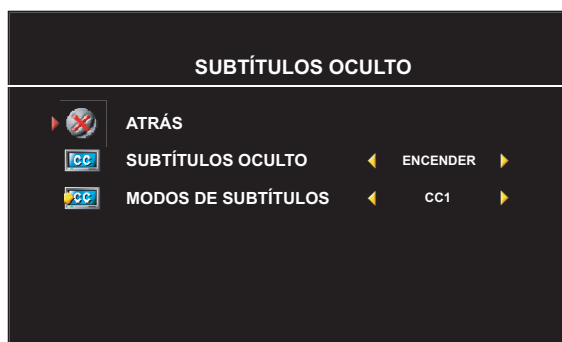 SUBTÍTULOS OCULTO
ATRÁS
CC SUBTÍTULOS OCULTO ENCENDER
CC MODOS DE SUBTÍTULOS CC1